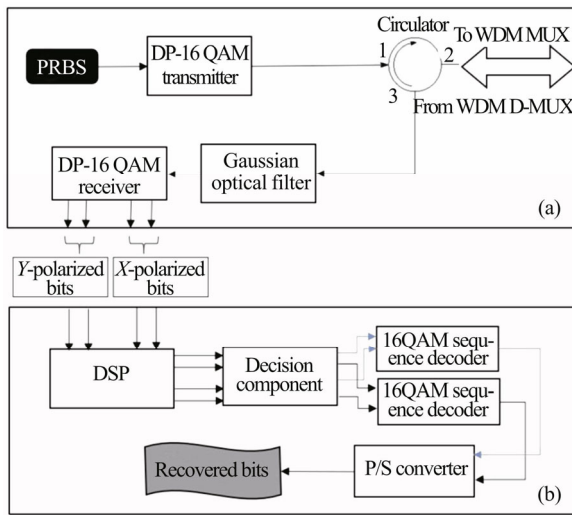 PRBS
DP-16 QAM
transmitter
Circulator
1
2
3
To WDM MUX
From WDM D-MUX
DP-16 QAM
receiver
Gaussian
optical filter
(a)
Y-polarized
bits
X-polarized
bits
DSP
Decision
component
16QAM sequ-
ence decoder
16QAM sequ-
ence decoder
Recovered bits
P/S converter
(b)